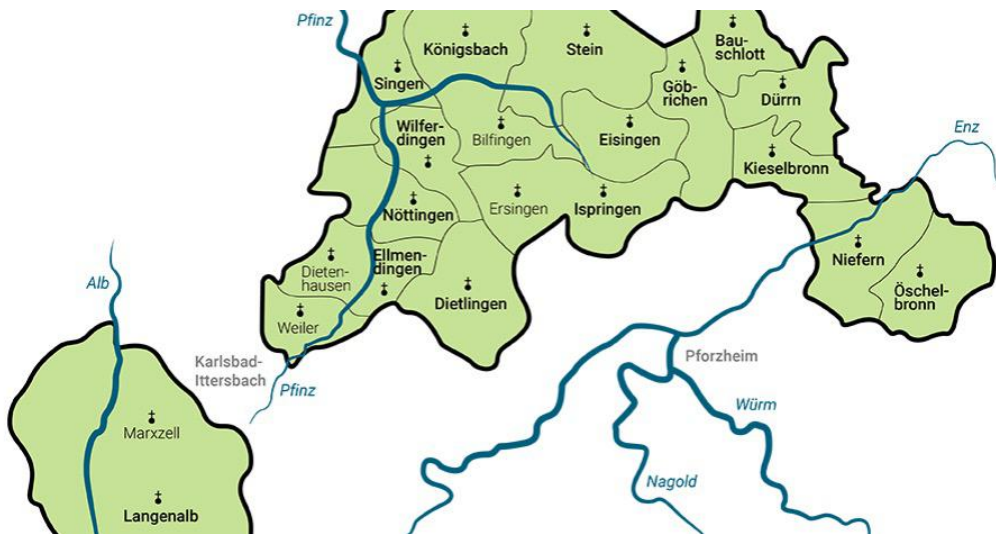 Pfinz
Königsbach
Stein
Bau-
schlott
Singen
Göb-
richen
Dürrn
Wilfer-
dingen
Bilfingen
Eisingen
Enz
Kieselbronn
Nöttingen
Ersingen
Ispringen
Ellmen-
dingen
Dieten-
hausen
Niefern
Alb
Dietlingen
Öschel-
bronn
Weiler
Karlsbad-
Ittersbach
Pforzheim
Pfinz
Würm
Marxzell
Nagold
Langenalb